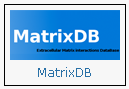 MatrixDB
Extracellular Matrix Interactions Database
MatrixDB